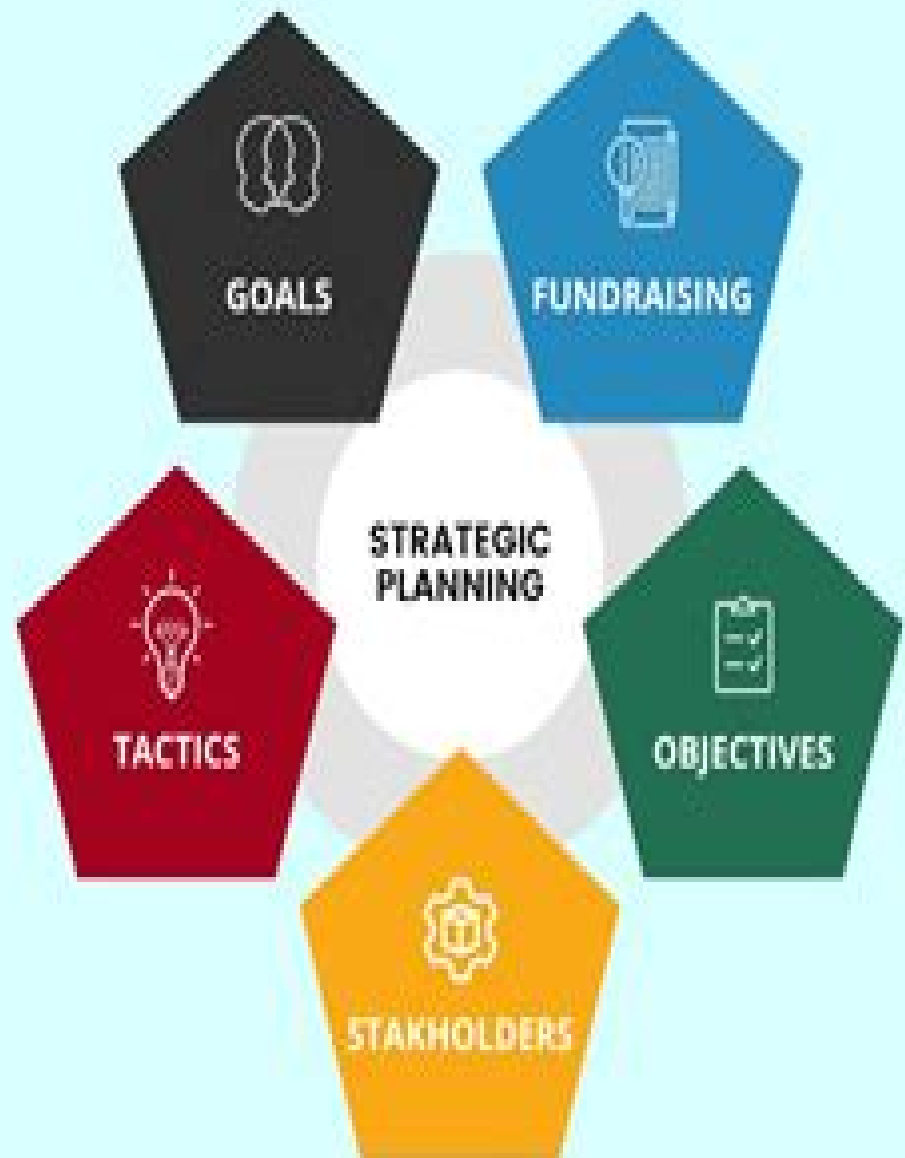 GOALS
FUNDRAISING
STRATEGIC
PLANNING
TACTICS
OBJECTIVES
STAKHOLDERS